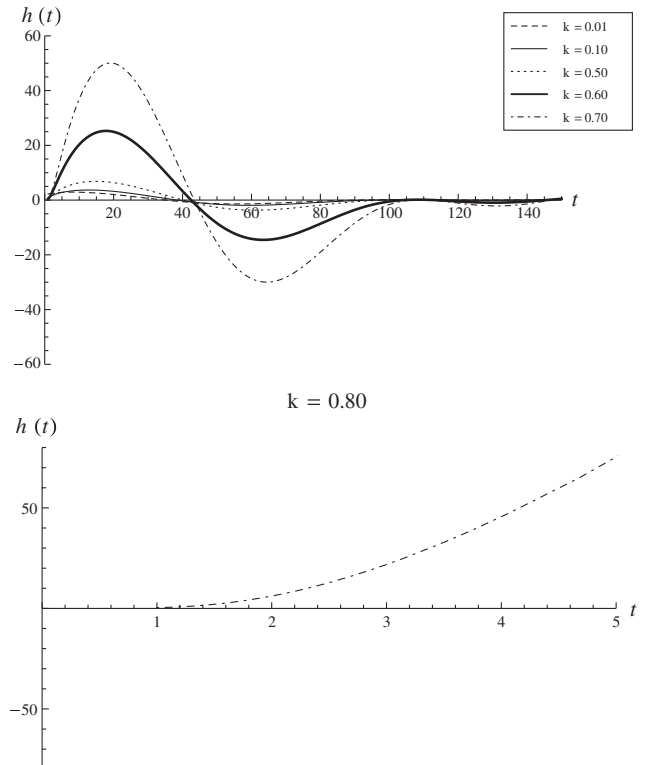 h (t)
60
40
20
0
−20
−40
−60
20 40 60 80 100 120 140 t
k = 0.01
k = 0.10
k = 0.50
k = 0.60
k = 0.70
k = 0.80
h (t)
50
−50
1 2 3 4 5 t